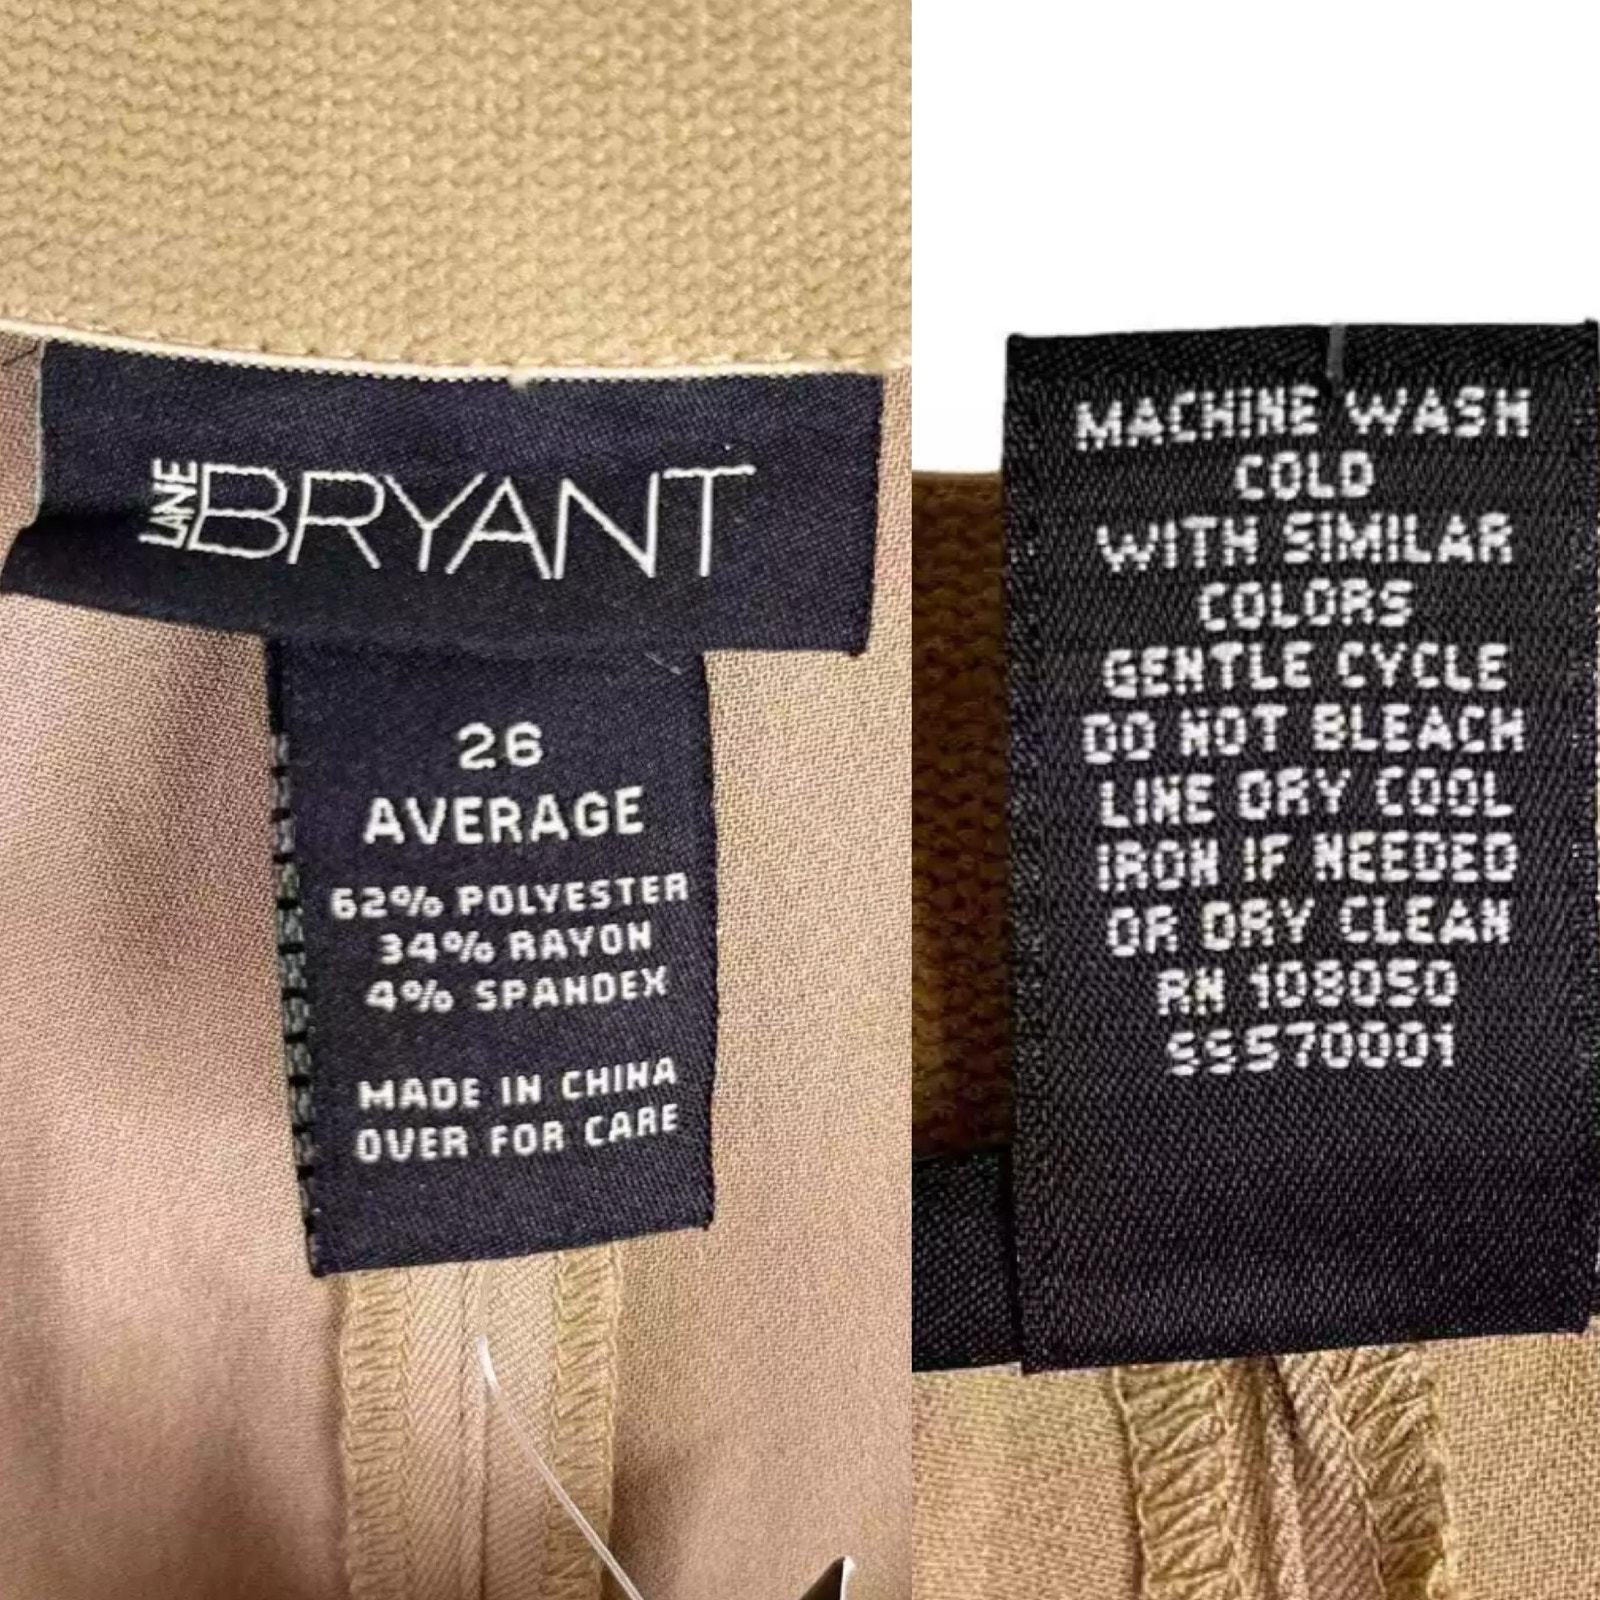 LANE BRYANT
26
AVERAGE
62% POLYESTER
34% RAYON
4% SPANDEX
MADE IN CHINA
OVER FOR CARE
MACHINE WASH
COLD
WITH SIMILAR
COLORS
GENTLE CYCLE
DO NOT BLEACH
LINE DRY COOL
IRON IF NEEDED
OR DRY CLEAN
RN 108050
SS570001